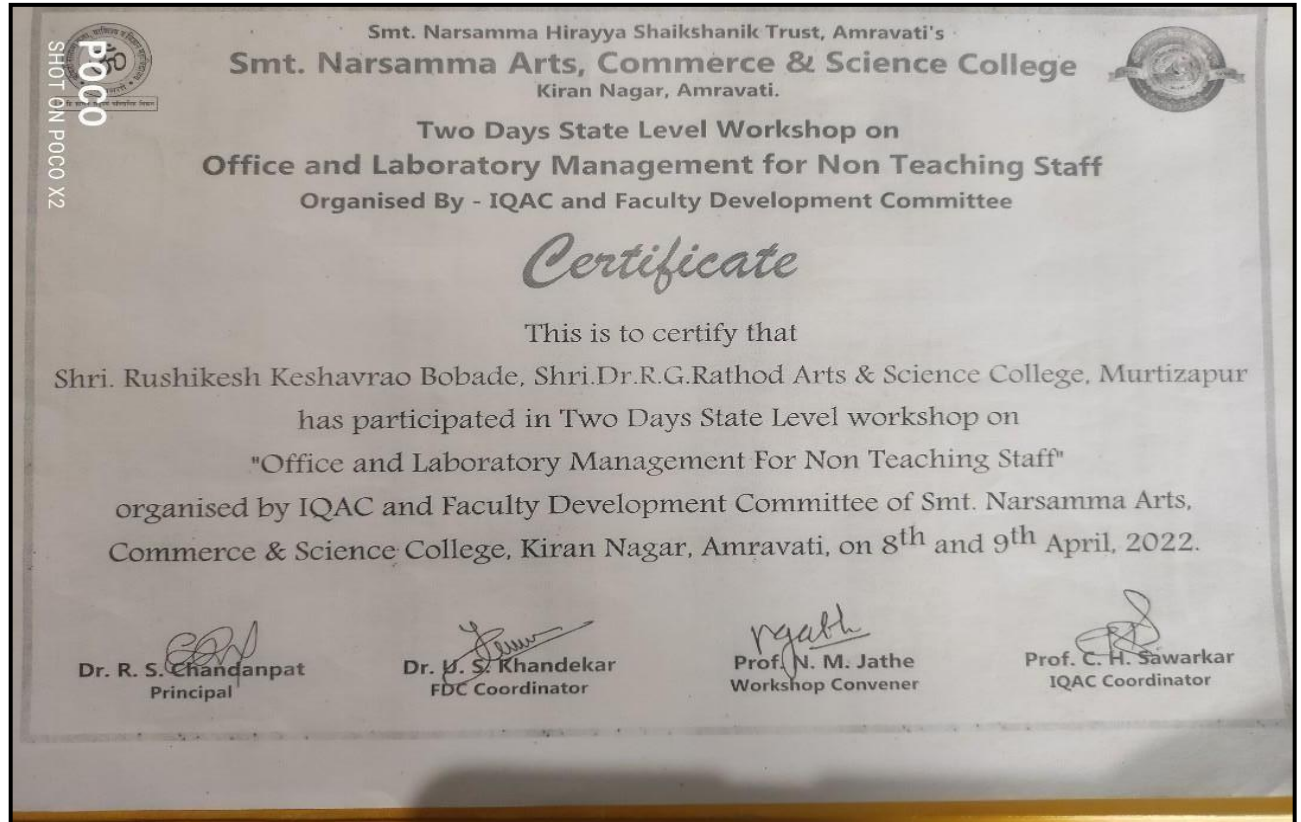 Smt. Narsamma Hirayya Shaikshanik Trust, Amravati's
Smt. Narsamma Arts, Commerce & Science College
Kiran Nagar, Amravati.
Two Days State Level Workshop on
Office and Laboratory Management for Non Teaching Staff
Organised By - IQAC and Faculty Development Committee
Certificate
This is to certify that
Shri. Rushikesh Keshavrao Bobade, Shri.Dr.R.G.Rathod Arts & Science College, Murtizapur
has participated in Two Days State Level workshop on
"Office and Laboratory Management For Non Teaching Staff"
organised by IQAC and Faculty Development Committee of Smt. Narsamma Arts,
Commerce & Science College, Kiran Nagar, Amravati, on 8th and 9th April, 2022.
Dr. R. S. Chandanpat
Principal
Dr. U. S. Khandekar
FDC Coordinator
Prof. N. M. Jathe
Workshop Convener
Prof. C. H. Sawarkar
IQAC Coordinator
POCO
SHOT ON POCO X2